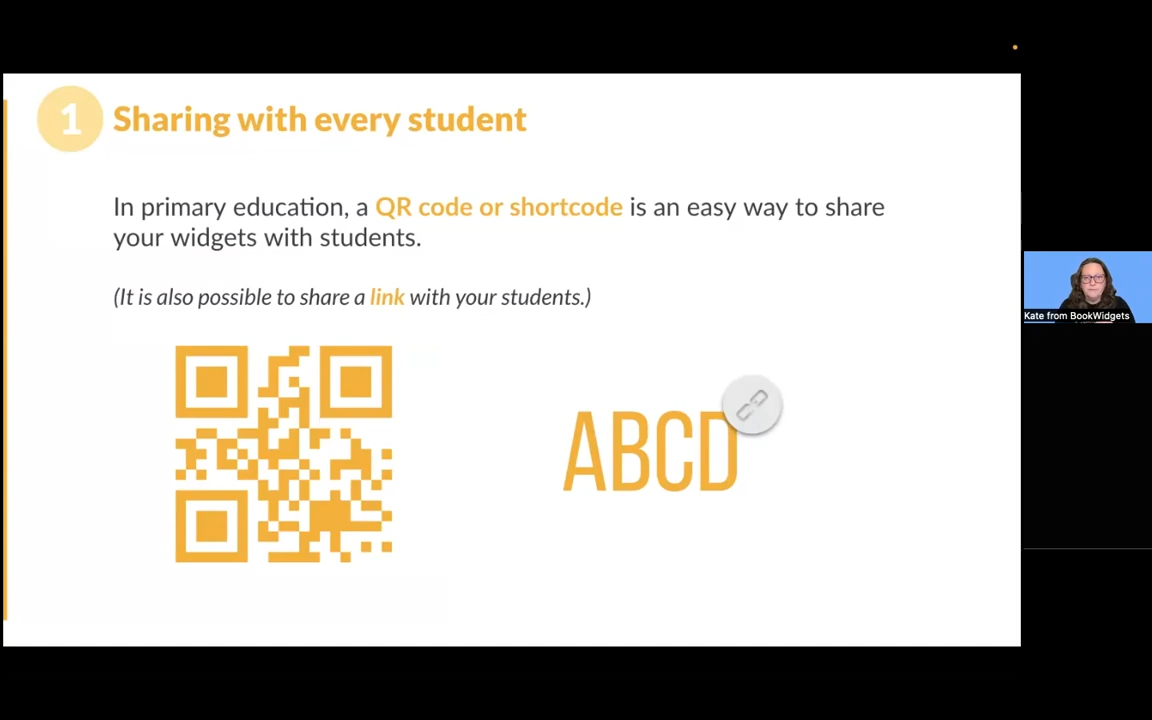 1 Sharing with every student
In primary education, a QR code or shortcode is an easy way to share
your widgets with students.
(It is also possible to share a link with your students.)
ABCD
Kate from BookWidgets